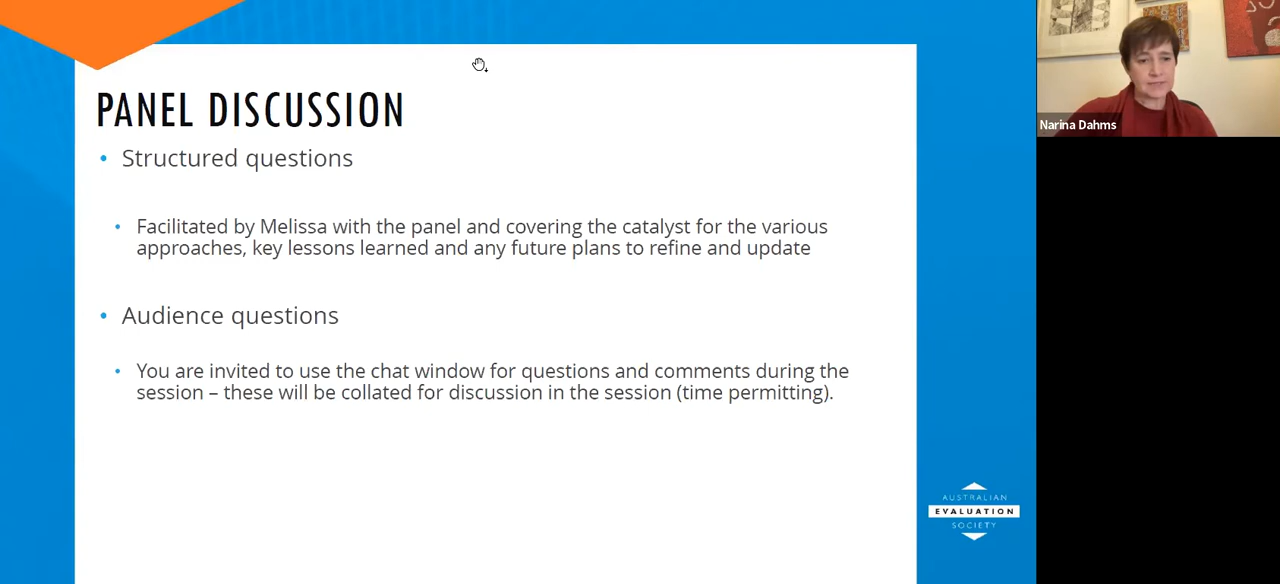 PANEL DISCUSSION
• Structured questions
• Facilitated by Melissa with the panel and covering the catalyst for the various
approaches, key lessons learned and any future plans to refine and update
• Audience questions
• You are invited to use the chat window for questions and comments during the
session – these will be collated for discussion in the session (time permitting).
Narina Dahms
AUSTRALIAN
EVALUATION
SOCIETY